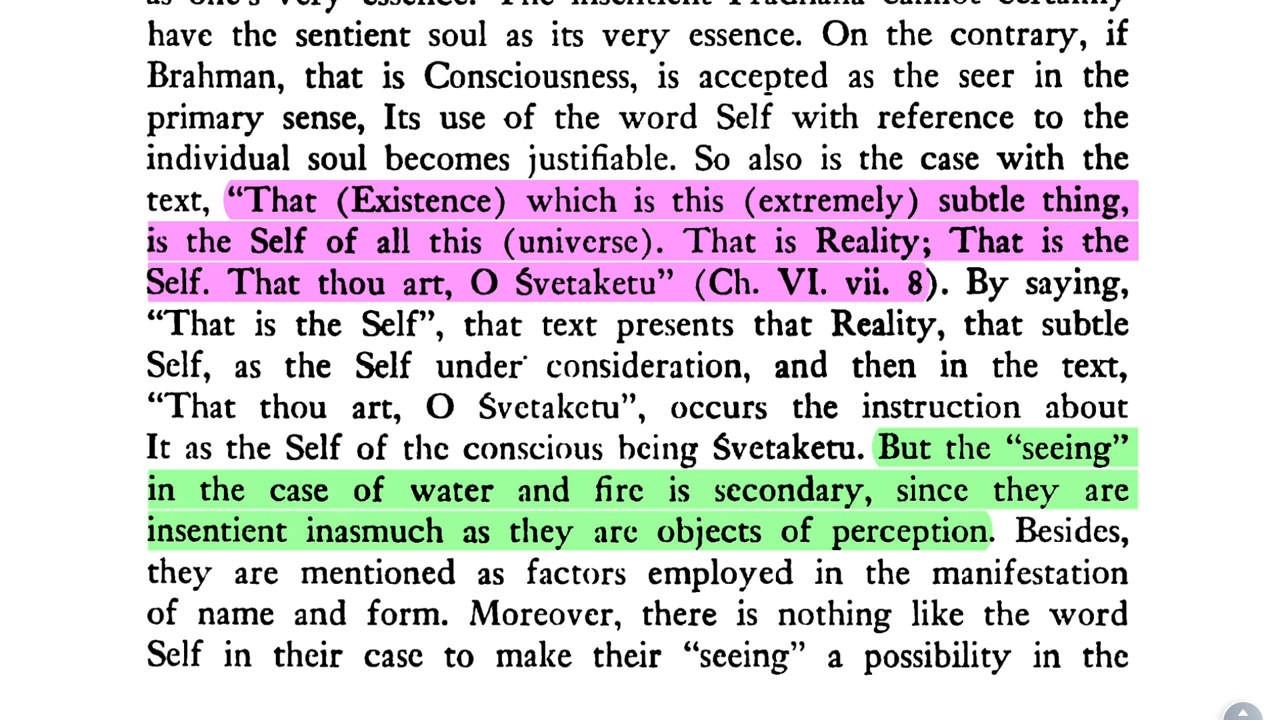 as one's very essence. The insentient Pradhāna cannot certainly
have the sentient soul as its very essence. On the contrary, if
Brahman, that is Consciousness, is accepted as the seer in the
primary sense, Its use of the word Self with reference to the
individual soul becomes justifiable. So also is the case with the
text, “That (Existence) which is this (extremely) subtle thing,
is the Self of all this (universe). That is Reality; That is the
Self. That thou art, O Śvetaketu” (Ch. VI. vii. 8). By saying,
“That is the Self”, that text presents that Reality, that subtle
Self, as the Self under consideration, and then in the text,
“That thou art, O Śvetaketu”, occurs the instruction about
It as the Self of the conscious being Śvetaketu. But the “seeing”
in the case of water and fire is secondary, since they are
insentient inasmuch as they are objects of perception. Besides,
they are mentioned as factors employed in the manifestation
of name and form. Moreover, there is nothing like the word
Self in their case to make their “seeing” a possibility in the